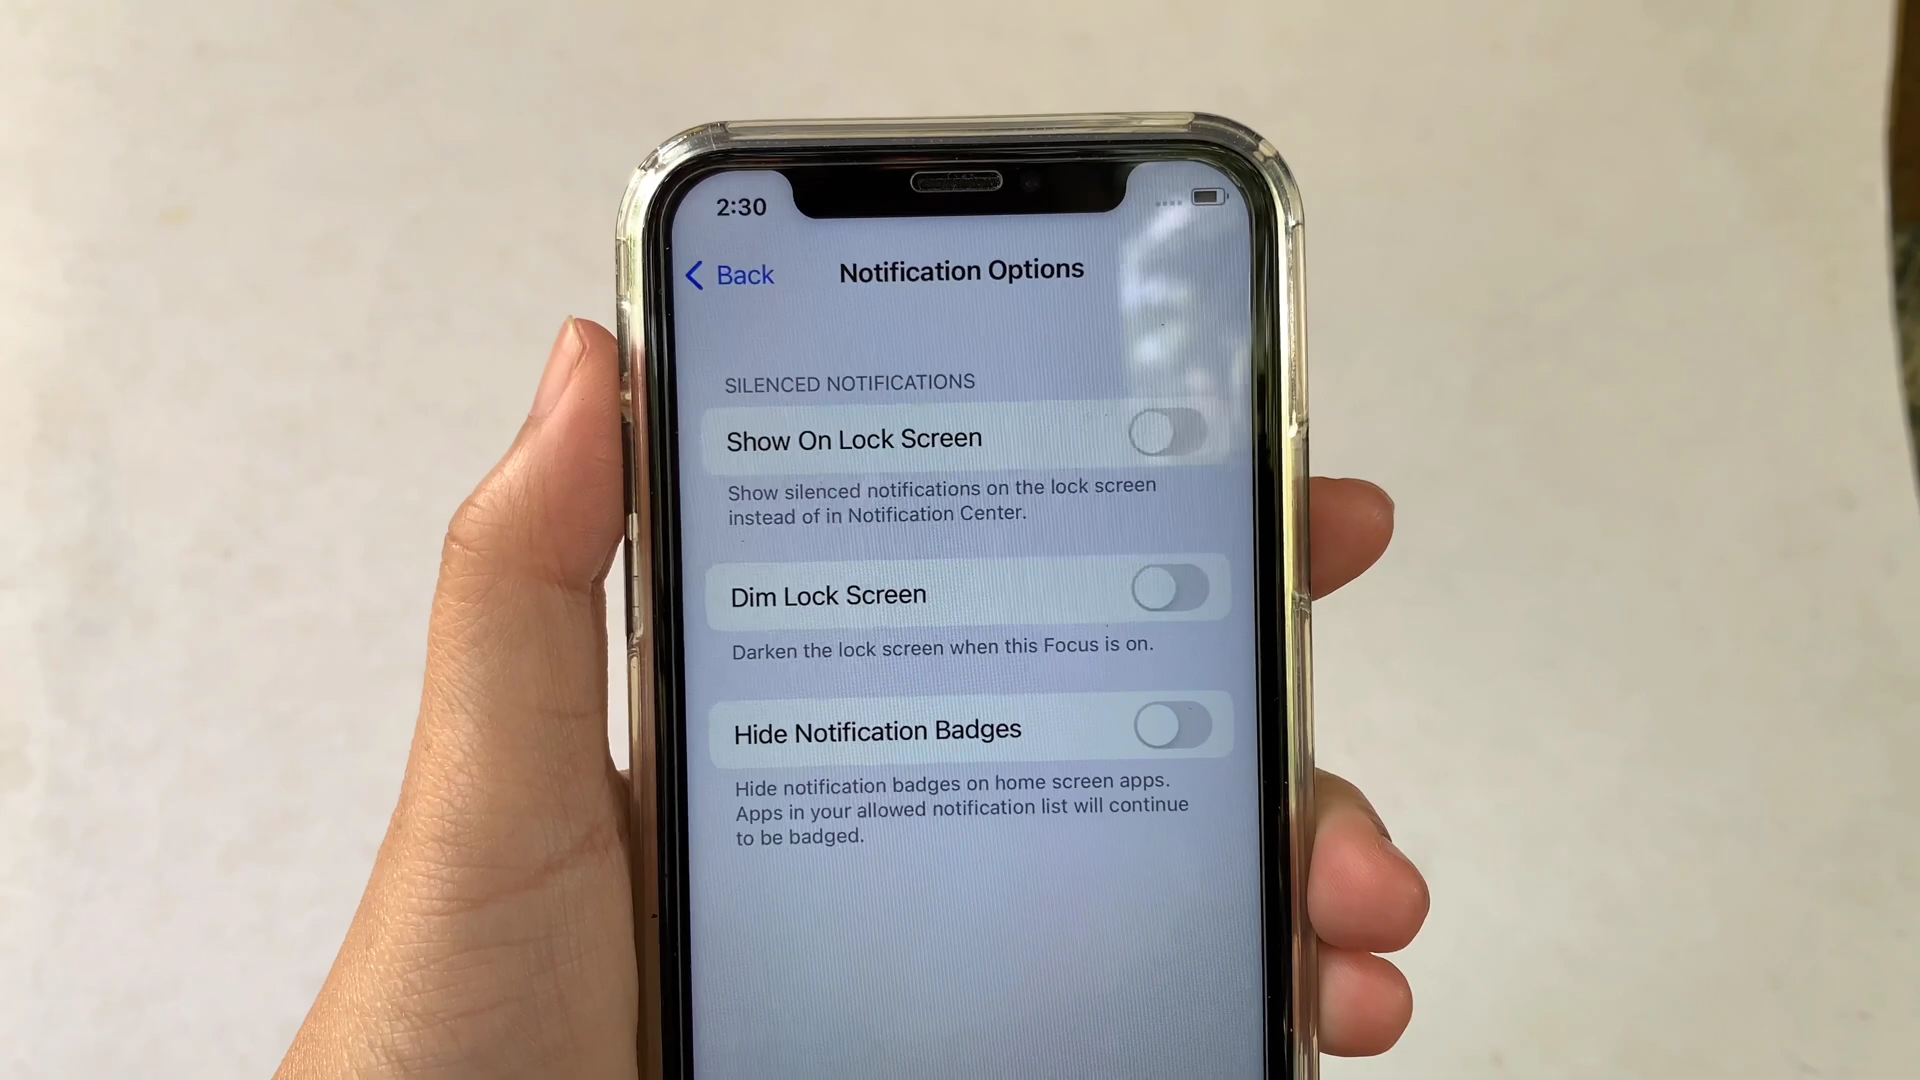 2:30
Back
Notification Options
SILENCED NOTIFICATIONS
Show On Lock Screen
Show silenced notifications on the lock screen
instead of in Notification Center.
Dim Lock Screen
Darken the lock screen when this Focus is on.
Hide Notification Badges
Hide notification badges on home screen apps.
Apps in your allowed notification list will continue
to be badged.